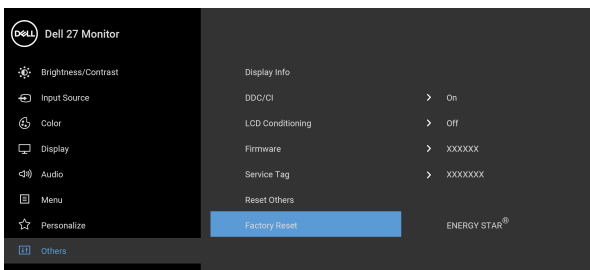 DELL Dell 27 Monitor
Brightness/Contrast Display Info
Input Source DDC/CI On
Color LCD Conditioning Off
Display Firmware XXXXXX
Audio Service Tag XXXXXXX
Menu Reset Others
Personalize Factory Reset ENERGY STAR®
Others